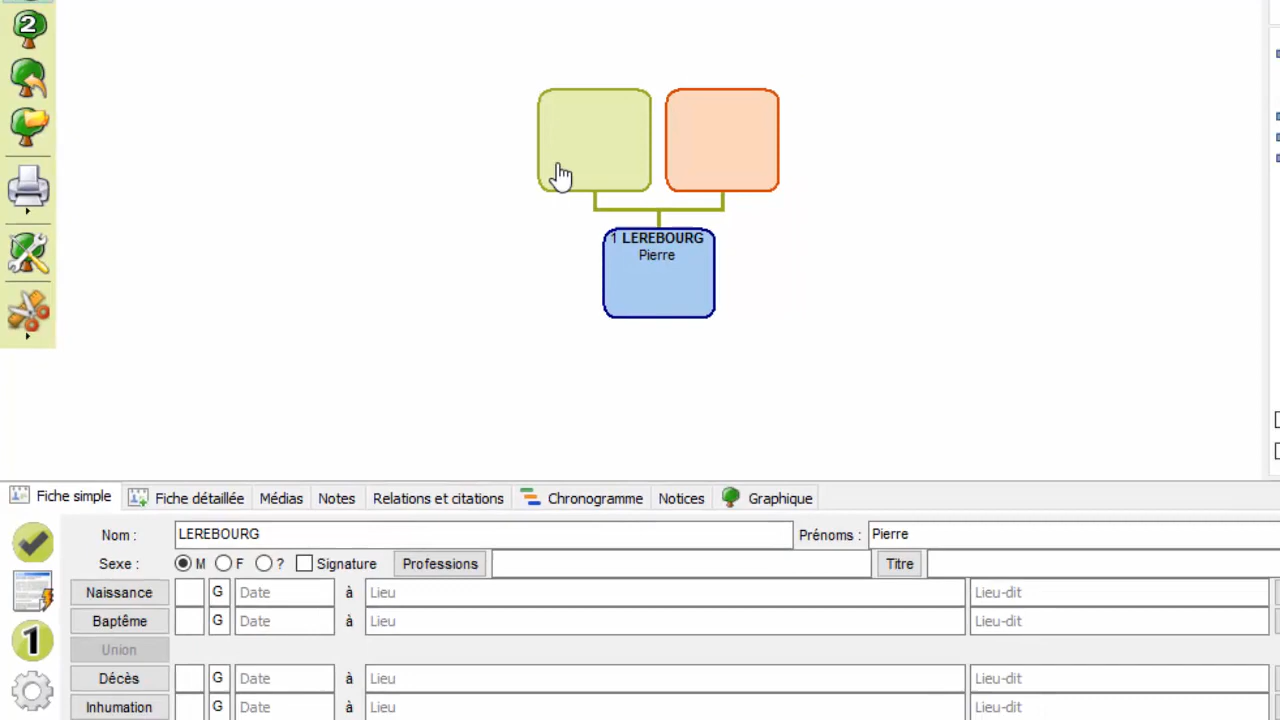 2
1 LEREBOURG
Pierre
Fiche simple Fiche détaillée Médias Notes Relations et citations Chronogramme Notices Graphique
Nom : LEREBOURG Prénoms : Pierre
Sexe : M F ? Signature Professions Titre
Naissance G Date à Lieu Lieu-dit
Baptême G Date à Lieu Lieu-dit
1
Union
Décès G Date à Lieu Lieu-dit
Inhumation G Date à Lieu Lieu-dit